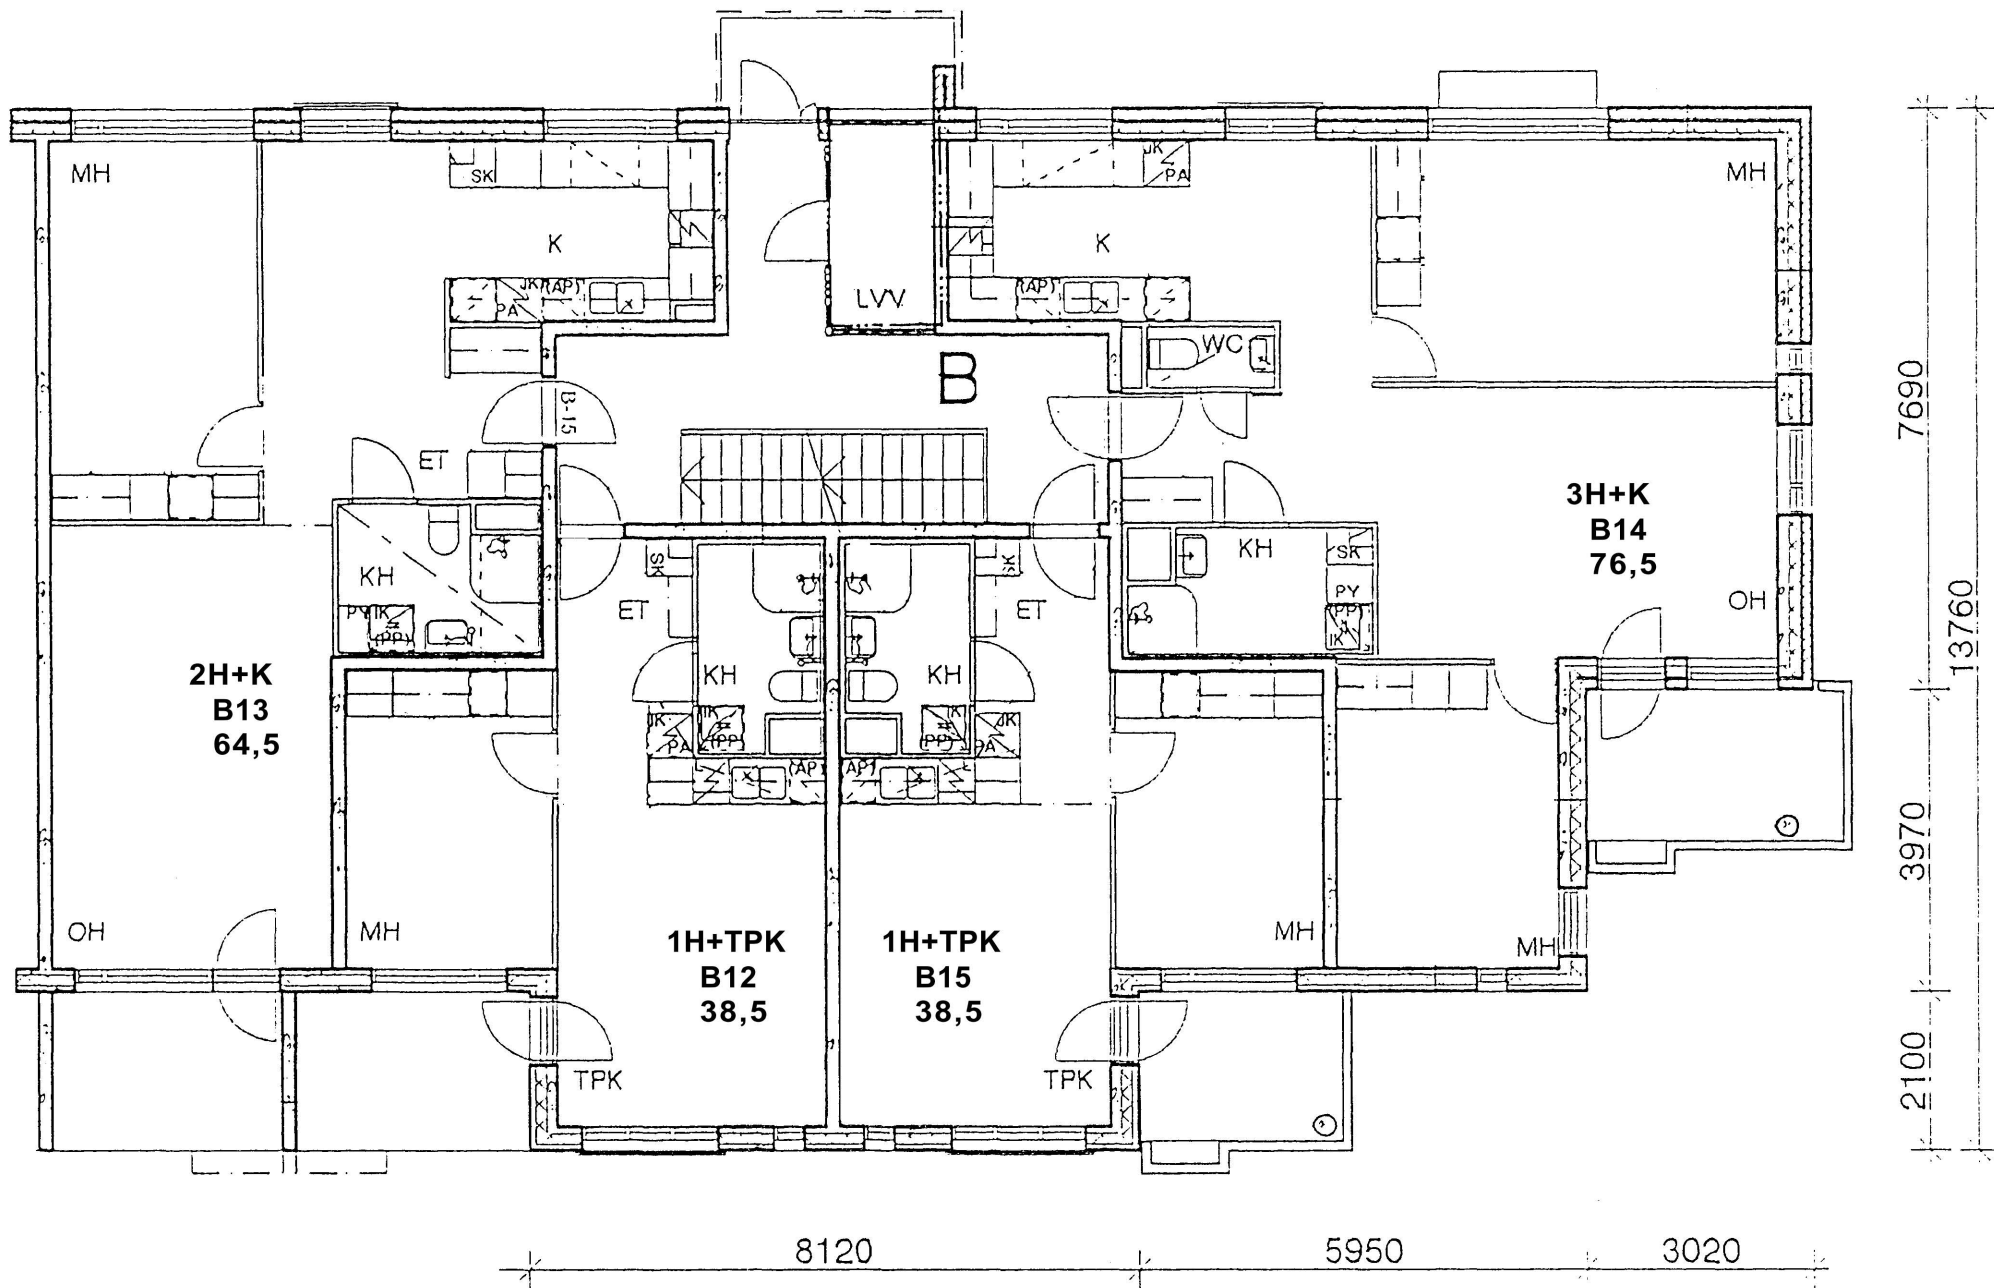 MH
SK
K
JK
(AP)
PA
LVV
B
B-15
ET
KH
PY
IK
(PP)
2H+K
B13
64,5
OH
MH
SK
ET
KH
JK
PA
IK
(PP)
(AP)
1H+TPK
B12
38,5
TPK
SK
ET
KH
IK
(PP)
JK
PA
(AP)
1H+TPK
B15
38,5
TPK
MH
JK
PA
K
(AP)
WC
MH
KH
SK
PY
(PP)
IK
3H+K
B14
76,5
OH
MH
7690
13760
3970
2100
8120
5950
3020